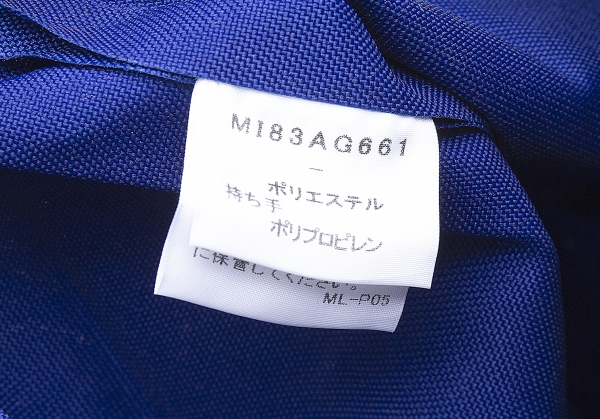 MI83AG661
–
ポリエステル
持ち手
ポリプロピレン
に保管してください。
ML-P05